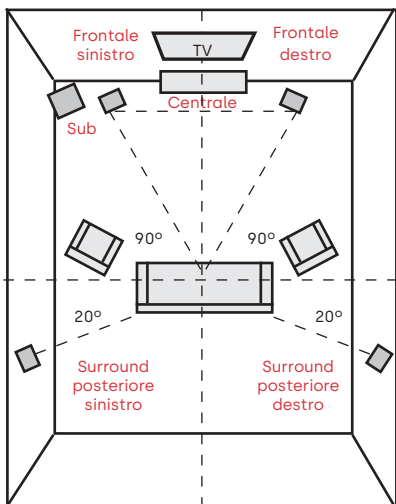 Frontale
sinistro
TV
Frontale
destro
Centrale
Sub
90°
90°
20°
20°
Surround
posteriore
sinistro
Surround
posteriore
destro